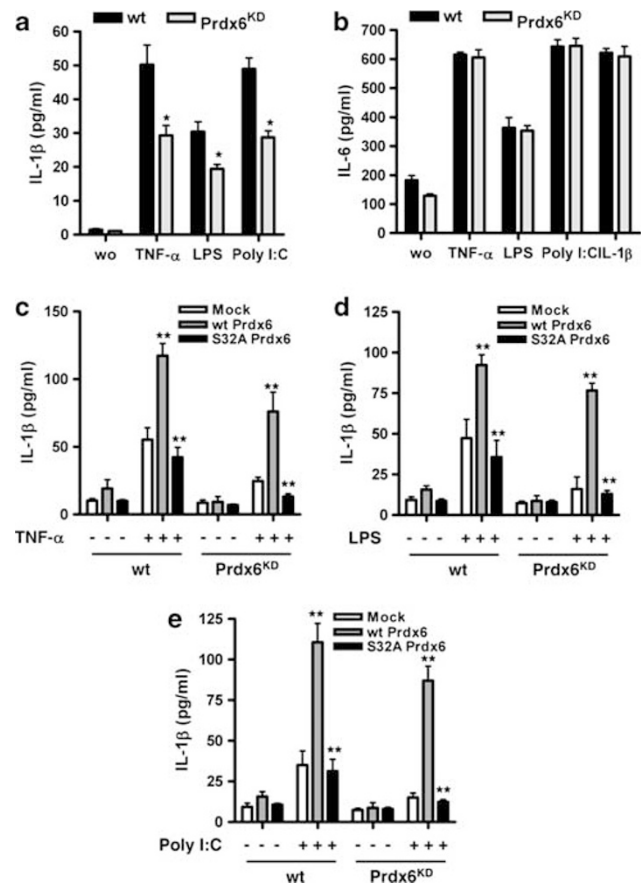 a
wt
Prdx6KD
IL-1β (pg/ml)
60
50
40
30
20
10
0
*
*
*
wo TNF-α LPS Poly I:C
b
wt
Prdx6KD
IL-6 (pg/ml)
700
600
500
400
300
200
100
0
wo TNF-α LPS Poly I:C IL-1β
c
Mock
wt Prdx6
S32A Prdx6
IL-1β (pg/ml)
150
100
50
0
**
**
**
**
TNF-α - - - + + + - - - + + +
wt Prdx6KD
d
Mock
wt Prdx6
S32A Prdx6
IL-1β (pg/ml)
125
100
75
50
25
0
**
**
**
**
LPS - - - + + + - - - + + +
wt Prdx6KD
e
Mock
wt Prdx6
S32A Prdx6
IL-1β (pg/ml)
125
100
75
50
25
0
**
**
**
**
Poly I:C - - - + + + - - - + + +
wt Prdx6KD